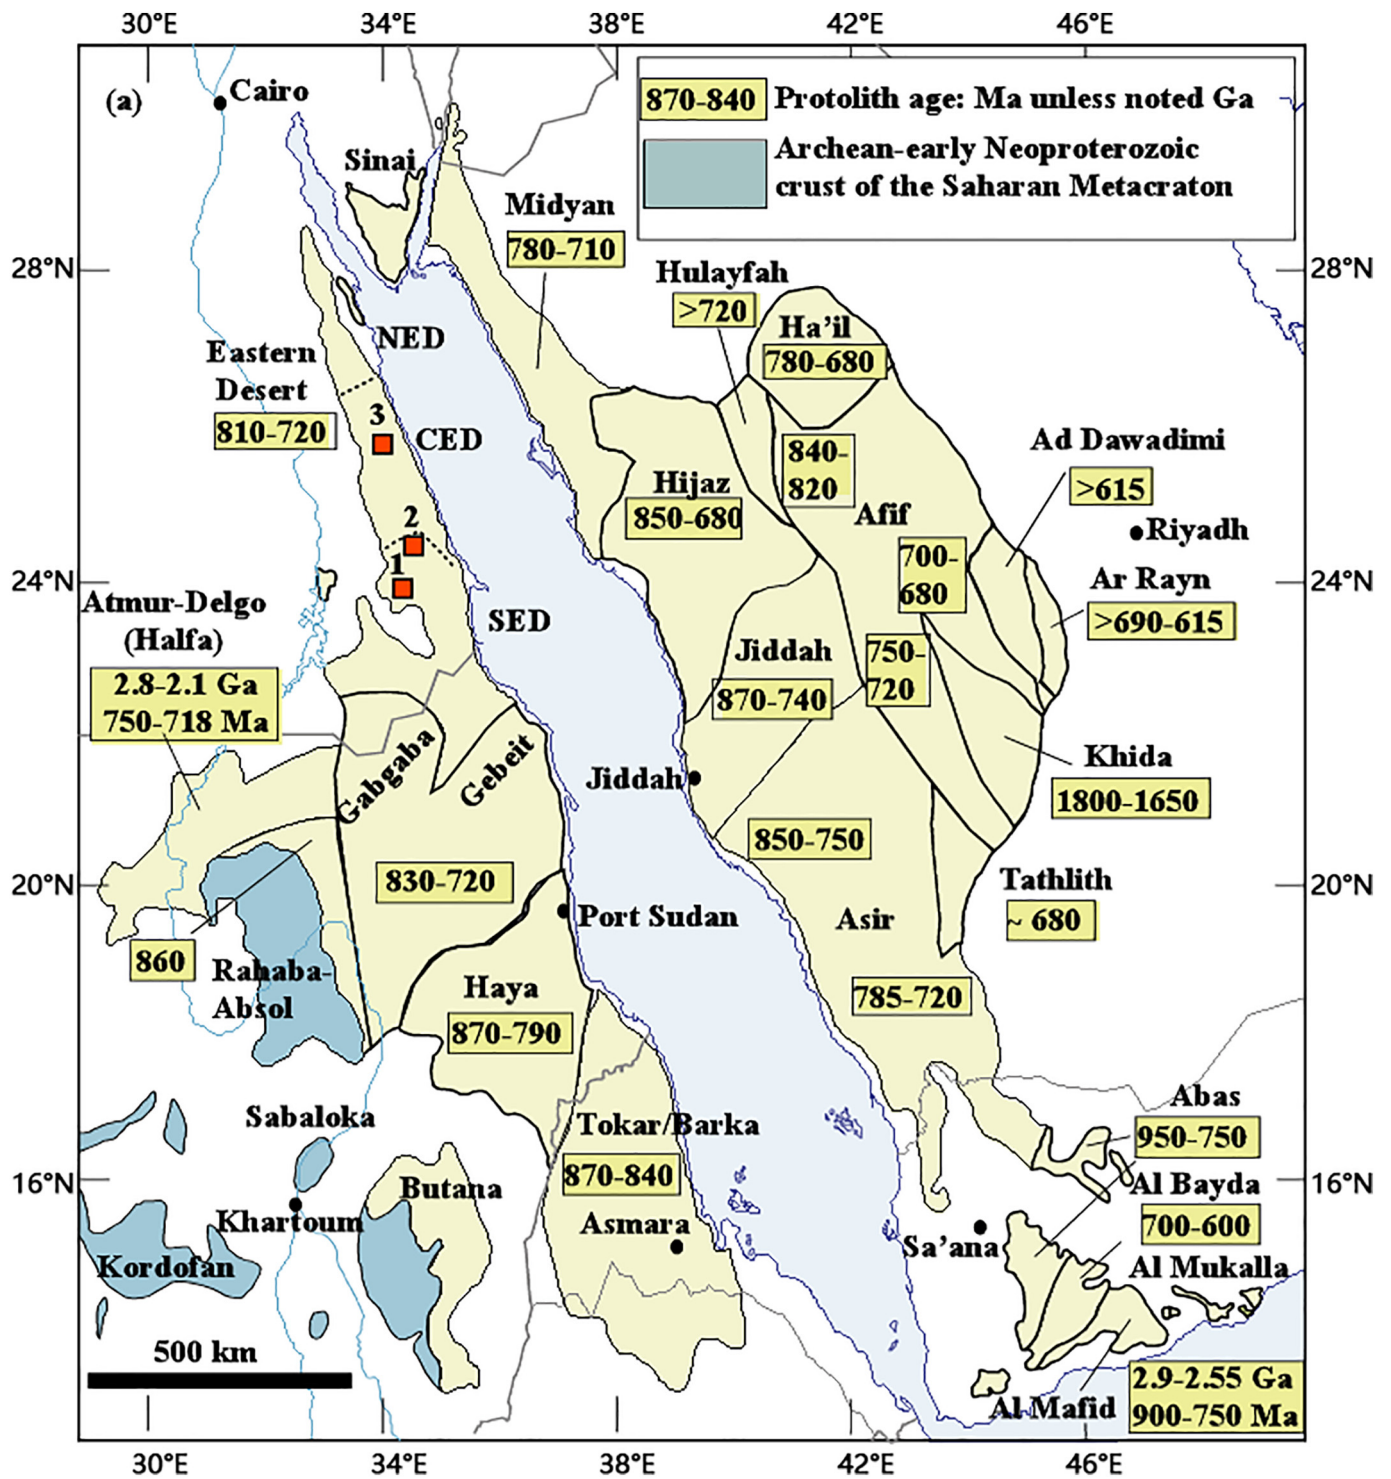 30°E 34°E 38°E 42°E 46°E
(a)
Cairo
870-840 Protolith age: Ma unless noted Ga
Archean-early Neoproterozoic
crust of the Saharan Metacraton
Sinai
Midyan
780-710
28°N
28°N
Hulayfah
>720
Ha'il
780-680
NED
Eastern
Desert
810-720
3
CED
840-
820
Hijaz
850-680
Afif
Ad Dawadimi
>615
Riyadh
2
1
700-
680
24°N
24°N
Ar Rayn
>690-615
Atmur-Delgo
(Halfa)
2.8-2.1 Ga
750-718 Ma
SED
Jiddah
870-740
750-
720
Gabgaba
Gebeit
Jiddah
Khida
1800-1650
850-750
20°N
20°N
830-720
Tathlith
~ 680
Port Sudan
Asir
860
Rahaba-
Absol
Haya
870-790
785-720
Sabaloka
Tokar/Barka
870-840
Abas
950-750
16°N
16°N
Butana
Al Bayda
700-600
Khartoum
Asmara
Sa'ana
Kordofan
Al Mukalla
500 km
2.9-2.55 Ga
900-750 Ma
Al Mafid
30°E 34°E 38°E 42°E 46°E